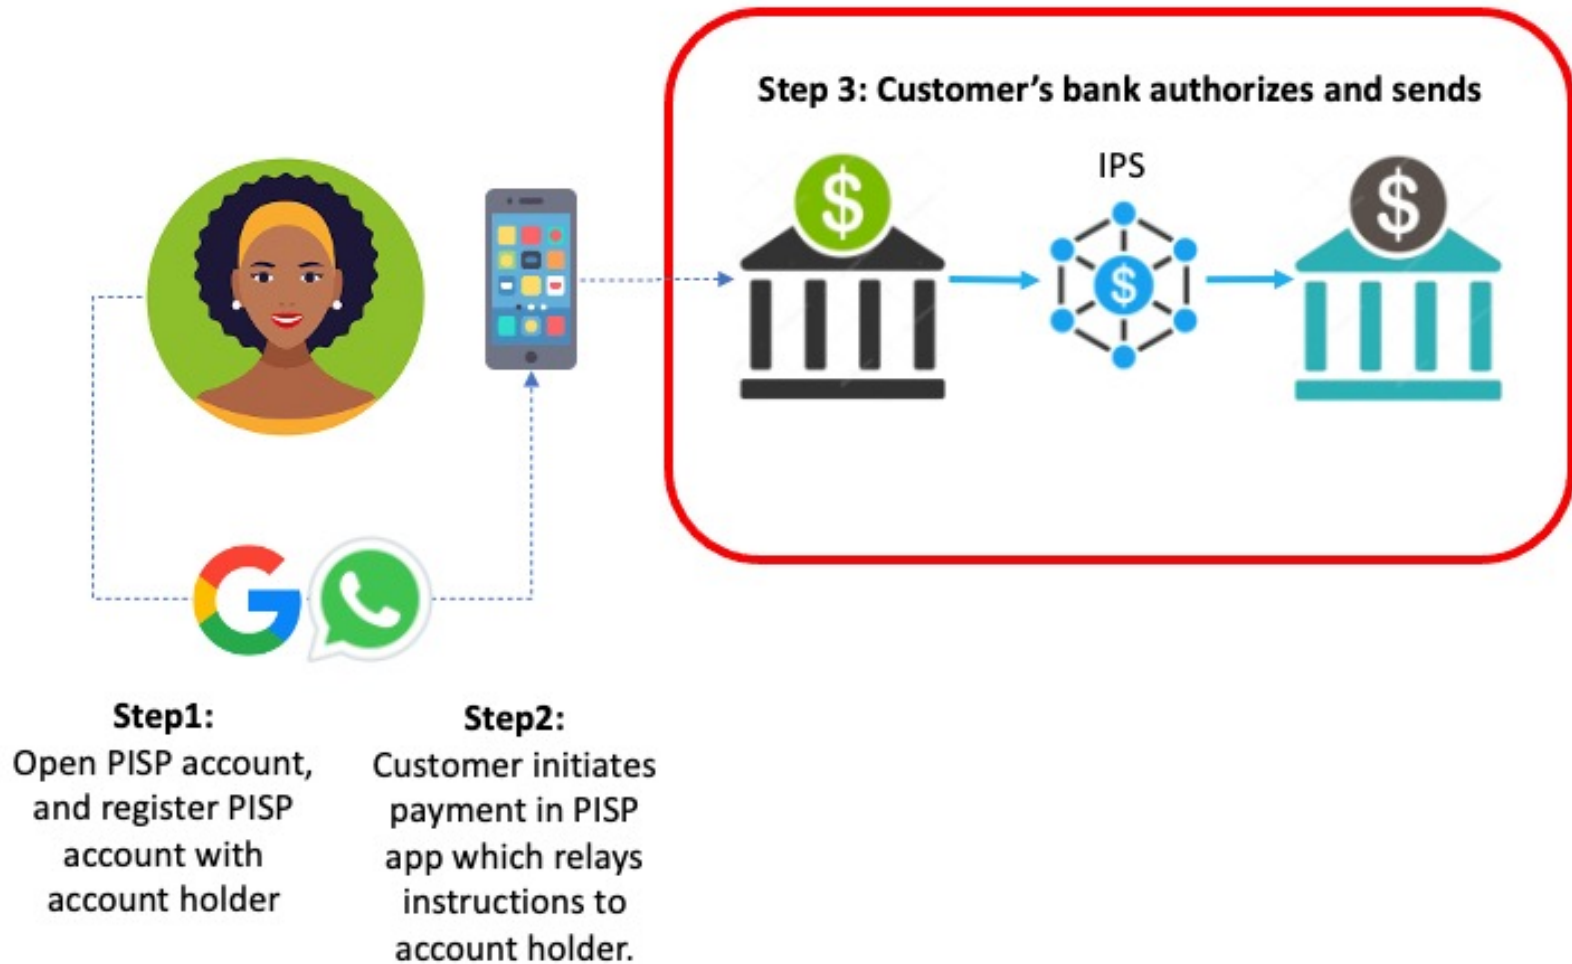 Step 3: Customer’s bank authorizes and sends
IPS
$
$
$
Step1:
Open PISP account,
and register PISP
account with
account holder
Step2:
Customer initiates
payment in PISP
app which relays
instructions to
account holder.